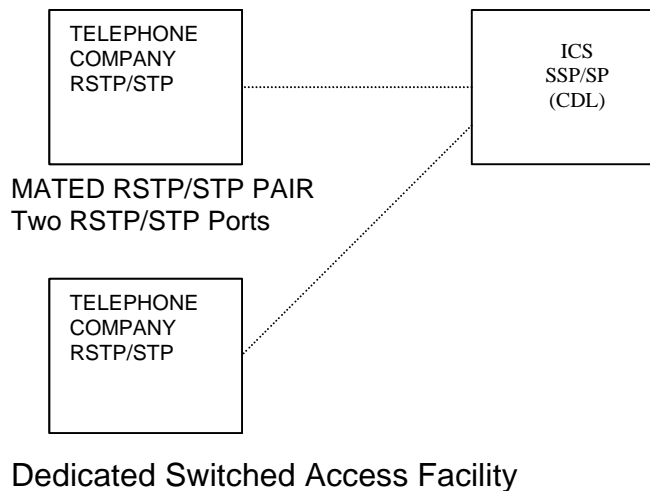 TELEPHONE
COMPANY
RSTP/STP
ICS
SSP/SP
(CDL)
MATED RSTP/STP PAIR
Two RSTP/STP Ports
TELEPHONE
COMPANY
RSTP/STP
Dedicated Switched Access Facility